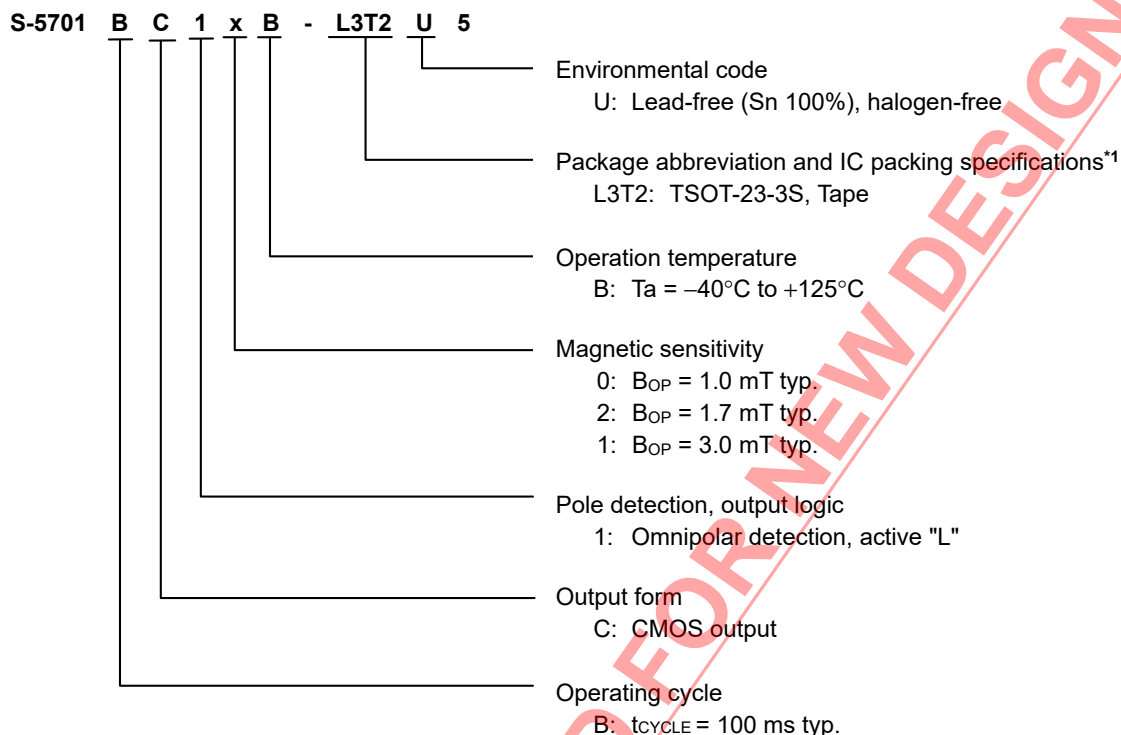 S-5701 B C 1 x B - L3T2 U 5
Environmental code
U: Lead-free (Sn 100%), halogen-free
Package abbreviation and IC packing specifications*1
L3T2: TSOT-23-3S, Tape
Operation temperature
B: Ta = −40°C to +125°C
Magnetic sensitivity
0: BOP = 1.0 mT typ.
2: BOP = 1.7 mT typ.
1: BOP = 3.0 mT typ.
Pole detection, output logic
1: Omnipolar detection, active "L"
Output form
C: CMOS output
Operating cycle
B: tCYCLE = 100 ms typ.
D FOR NEW DESIGN